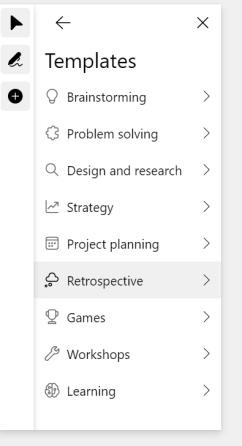 Templates
Brainstorming
Problem solving
Design and research
Strategy
Project planning
Retrospective
Games
Workshops
Learning